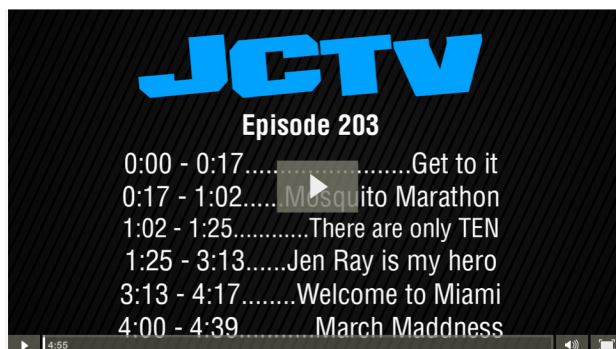 JCTV
Episode 203
0:00 - 0:17.......................Get to it
0:17 - 1:02.....Mosquito Marathon
1:02 - 1:25............There are only TEN
1:25 - 3:13......Jen Ray is my hero
3:13 - 4:17........Welcome to Miami
4:00 - 4:39...........March Maddness
4:55